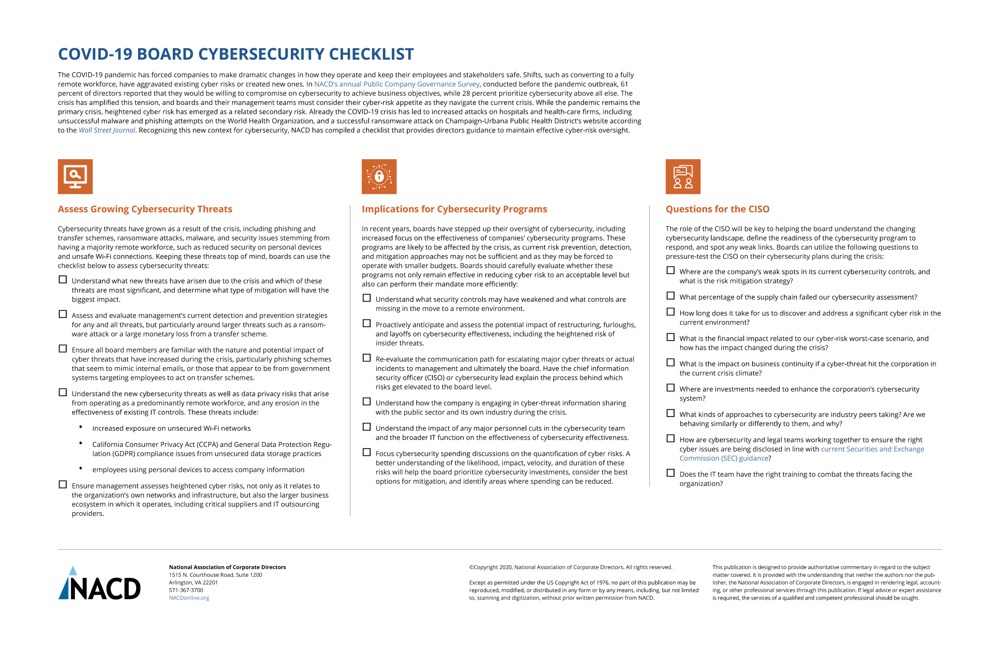 COVID-19 BOARD CYBERSECURITY CHECKLIST
The COVID-19 pandemic has forced companies to make dramatic changes in how they operate and keep their employees and stakeholders safe. Shifts, such as converting to a fully
remote workforce, have aggravated existing cyber risks or created new ones. In NACD's annual Public Company Governance Survey, conducted before the pandemic outbreak, 61
percent of directors reported that they would be willing to compromise on cybersecurity to achieve business objectives, while 28 percent prioritize cybersecurity above all else. The
crisis has amplified this tension, and boards and their management teams must consider their cyber-risk appetite as they navigate the current crisis. While the pandemic remains the
primary crisis, heightened cyber risk has emerged as a related secondary risk. Already the COVID-19 crisis has led to increased attacks on hospitals and health-care firms, including
unsuccessful malware and phishing attempts on the World Health Organization, and a successful ransomware attack on Champaign-Urbana Public Health District's website according
to the Wall Street Journal. Recognizing this new context for cybersecurity, NACD has compiled a checklist that provides directors guidance to maintain effective cyber-risk oversight.
Assess Growing Cybersecurity Threats
Cybersecurity threats have grown as a result of the crisis, including phishing and
transfer schemes, ransomware attacks, malware, and security issues stemming from
having a majority remote workforce, such as reduced security on personal devices
and unsafe Wi-Fi connections. Keeping these threats top of mind, boards can use the
checklist below to assess cybersecurity threats:
Understand what new threats have arisen due to the crisis and which of these
threats are most significant, and determine what type of mitigation will have the
biggest impact.
Assess and evaluate management's current detection and prevention strategies
for any and all threats, but particularly around larger threats such as a ransom-
ware attack or a large monetary loss from a transfer scheme.
Ensure all board members are familiar with the nature and potential impact of
cyber threats that have increased during the crisis, particularly phishing schemes
that seem to mimic internal emails, or those that appear to be from government
systems targeting employees to act on transfer schemes.
Understand the new cybersecurity threats as well as data privacy risks that arise
from operating as a predominantly remote workforce, and any erosion in the
effectiveness of existing IT controls. These threats include:
• increased exposure on unsecured Wi-Fi networks
• California Consumer Privacy Act (CCPA) and General Data Protection Regu-
lation (GDPR) compliance issues from unsecured data storage practices
• employees using personal devices to access company information
Ensure management assesses heightened cyber risks, not only as it relates to
the organization's own networks and infrastructure, but also the larger business
ecosystem in which it operates, including critical suppliers and IT outsourcing
providers.
Implications for Cybersecurity Programs
In recent years, boards have stepped up their oversight of cybersecurity, including
increased focus on the effectiveness of companies' cybersecurity programs. These
programs are likely to be affected by the crisis, as current risk prevention, detection,
and mitigation approaches may not be sufficient and as they may be forced to
operate with smaller budgets. Boards should carefully evaluate whether these
programs not only remain effective in reducing cyber risk to an acceptable level but
also can perform their mandate more efficiently:
Understand what security controls may have weakened and what controls are
missing in the move to a remote environment.
Proactively anticipate and assess the potential impact of restructuring, furloughs,
and layoffs on cybersecurity effectiveness, including the heightened risk of
insider threats.
Re-evaluate the communication path for escalating major cyber threats or actual
incidents to management and ultimately the board. Have the chief information
security officer (CISO) or cybersecurity lead explain the process behind which
risks get elevated to the board level.
Understand how the company is engaging in cyber-threat information sharing
with the public sector and its own industry during the crisis.
Understand the impact of any major personnel cuts in the cybersecurity team
and the broader IT function on the effectiveness of cybersecurity effectiveness.
Focus cybersecurity spending discussions on the quantification of cyber risks. A
better understanding of the likelihood, impact, velocity, and duration of these
risks will help the board prioritize cybersecurity investments, consider the best
options for mitigation, and identify areas where spending can be reduced.
Questions for the CISO
The role of the CISO will be key to helping the board understand the changing
cybersecurity landscape, define the readiness of the cybersecurity program to
respond, and spot any weak links. Boards can utilize the following questions to
pressure-test the CISO on their cybersecurity plans during the crisis:
Where are the company's weak spots in its current cybersecurity controls, and
what is the risk mitigation strategy?
What percentage of the supply chain failed our cybersecurity assessment?
How long does it take for us to discover and address a significant cyber risk in the
current environment?
What is the financial impact related to our cyber-risk worst-case scenario, and
how has the impact changed during the crisis?
What is the impact on business continuity if a cyber-threat hit the corporation in
the current crisis climate?
Where are investments needed to enhance the corporation's cybersecurity
system?
What kinds of approaches to cybersecurity are industry peers taking? Are we
behaving similarly or differently to them, and why?
How are cybersecurity and legal teams working together to ensure the right
cyber issues are being disclosed in line with current Securities and Exchange
Commission (SEC) guidance?
Does the IT team have the right training to combat the threats facing the
organization?
NACD
National Association of Corporate Directors
1515 N. Courthouse Road, Suite 1200
Arlington, VA 22201
571-367-3700
NACDonline.org
©Copyright 2020, National Association of Corporate Directors. All rights reserved.
Except as permitted under the US Copyright Act of 1976, no part of this publication may be
reproduced, modified, or distributed in any form or by any means, including, but not limited
to, scanning and digitization, without prior written permission from NACD.
This publication is designed to provide authoritative commentary in regard to the subject
matter covered. It is provided with the understanding that neither the authors nor the pub-
lisher, the National Association of Corporate Directors, is engaged in rendering legal, account-
ing, or other professional services through this publication. If legal advice or expert assistance
is required, the services of a qualified and competent professional should be sought.